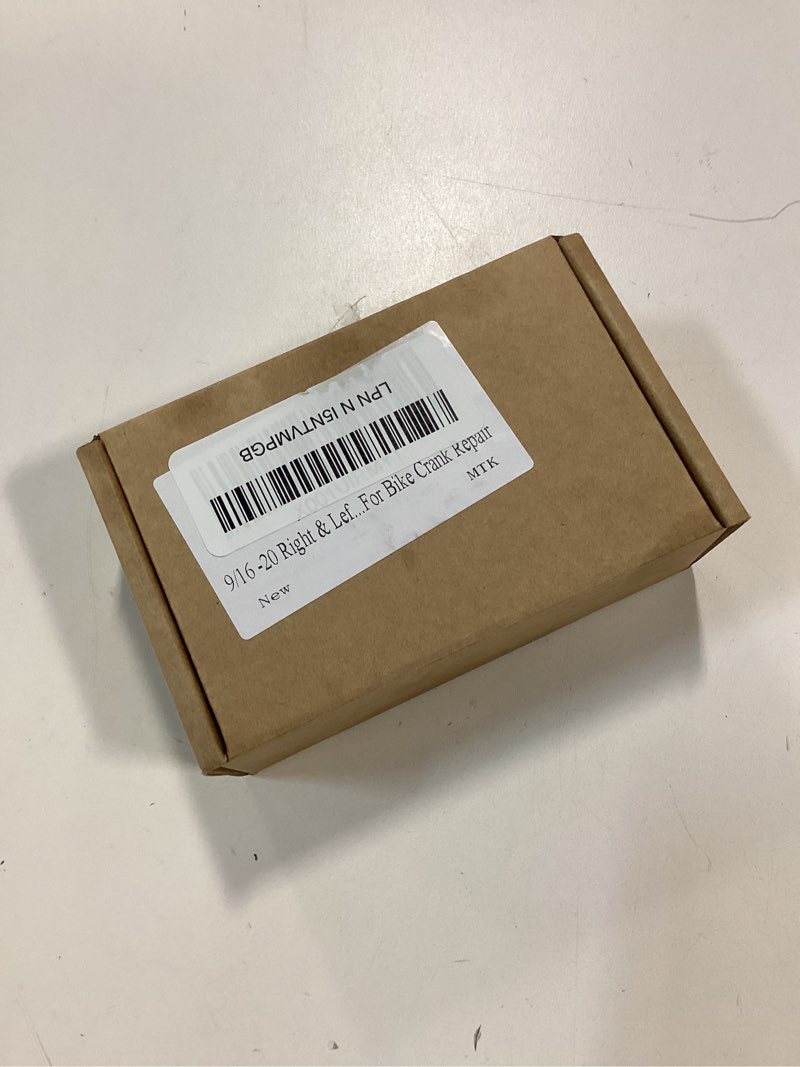 LPN N I5NTVMPGB
9/16 -20 Right & Lef...For Bike Crank Repair
New
MTK